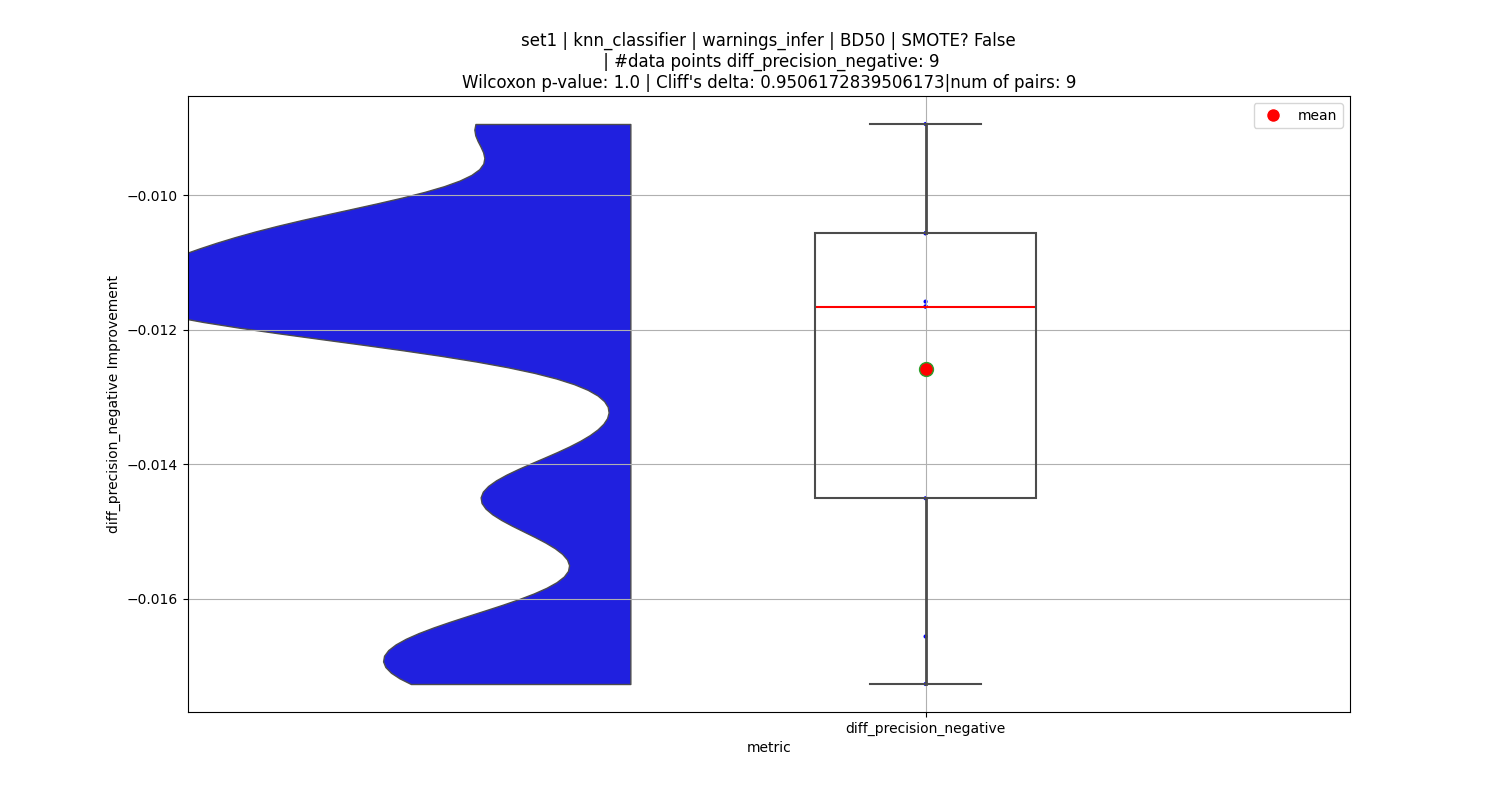 set1 | knn_classifier | warnings_infer | BD50 | SMOTE? False
| #data points diff_precision_negative: 9
Wilcoxon p-value: 1.0 | Cliff's delta: 0.9506172839506173|num of pairs: 9
mean
−0.010
−0.012
−0.014
−0.016
diff_precision_negative Improvement
diff_precision_negative
metric